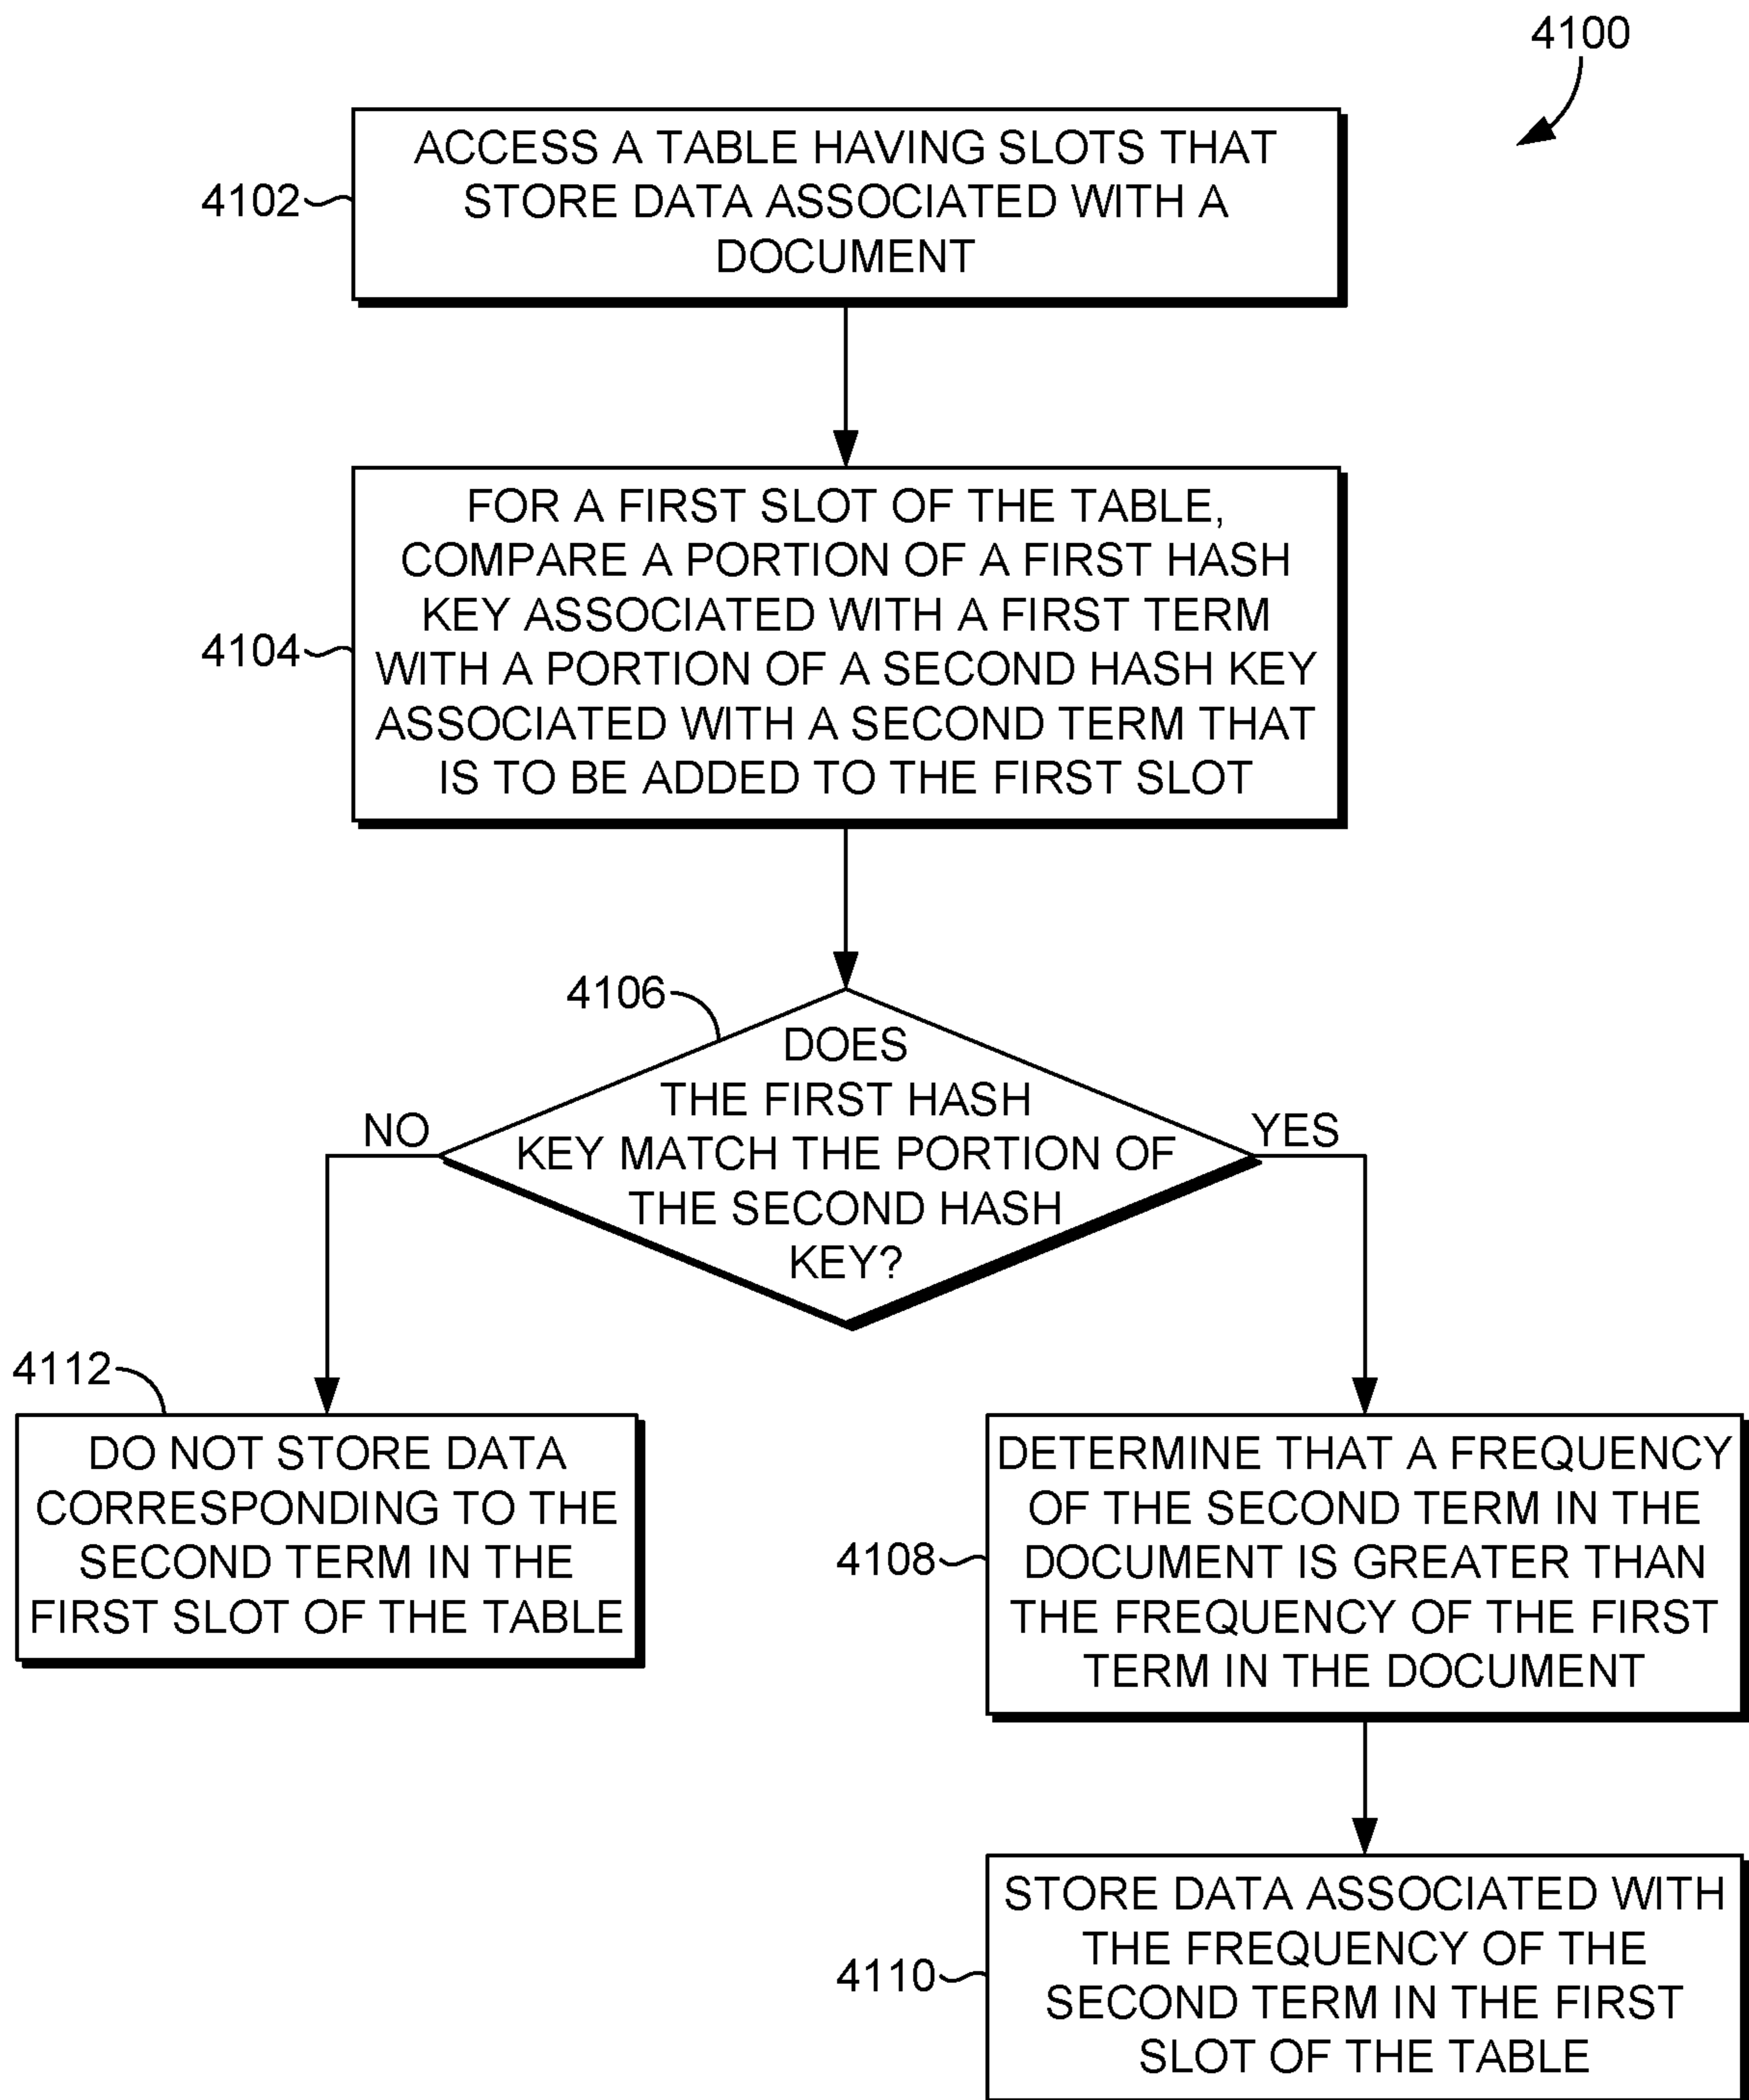 4100
ACCESS A TABLE HAVING SLOTS THAT
4102
STORE DATA ASSOCIATED WITH A
DOCUMENT
FOR A FIRST SLOT OF THE TABLE,
COMPARE A PORTION OF A FIRST HASH
KEY ASSOCIATED WITH A FIRST TERM
4104
WITH A PORTION OF A SECOND HASH KEY
ASSOCIATED WITH A SECOND TERM THAT
IS TO BE ADDED TO THE FIRST SLOT
4106
DOES
THE FIRST HASH
KEY MATCH THE PORTION OF
THE SECOND HASH
KEY?
NO
YES
4112
DO NOT STORE DATA
CORRESPONDING TO THE
SECOND TERM IN THE
FIRST SLOT OF THE TABLE
DETERMINE THAT A FREQUENCY
OF THE SECOND TERM IN THE
4108
DOCUMENT IS GREATER THAN
THE FREQUENCY OF THE FIRST
TERM IN THE DOCUMENT
STORE DATA ASSOCIATED WITH
THE FREQUENCY OF THE
4110
SECOND TERM IN THE FIRST
SLOT OF THE TABLE